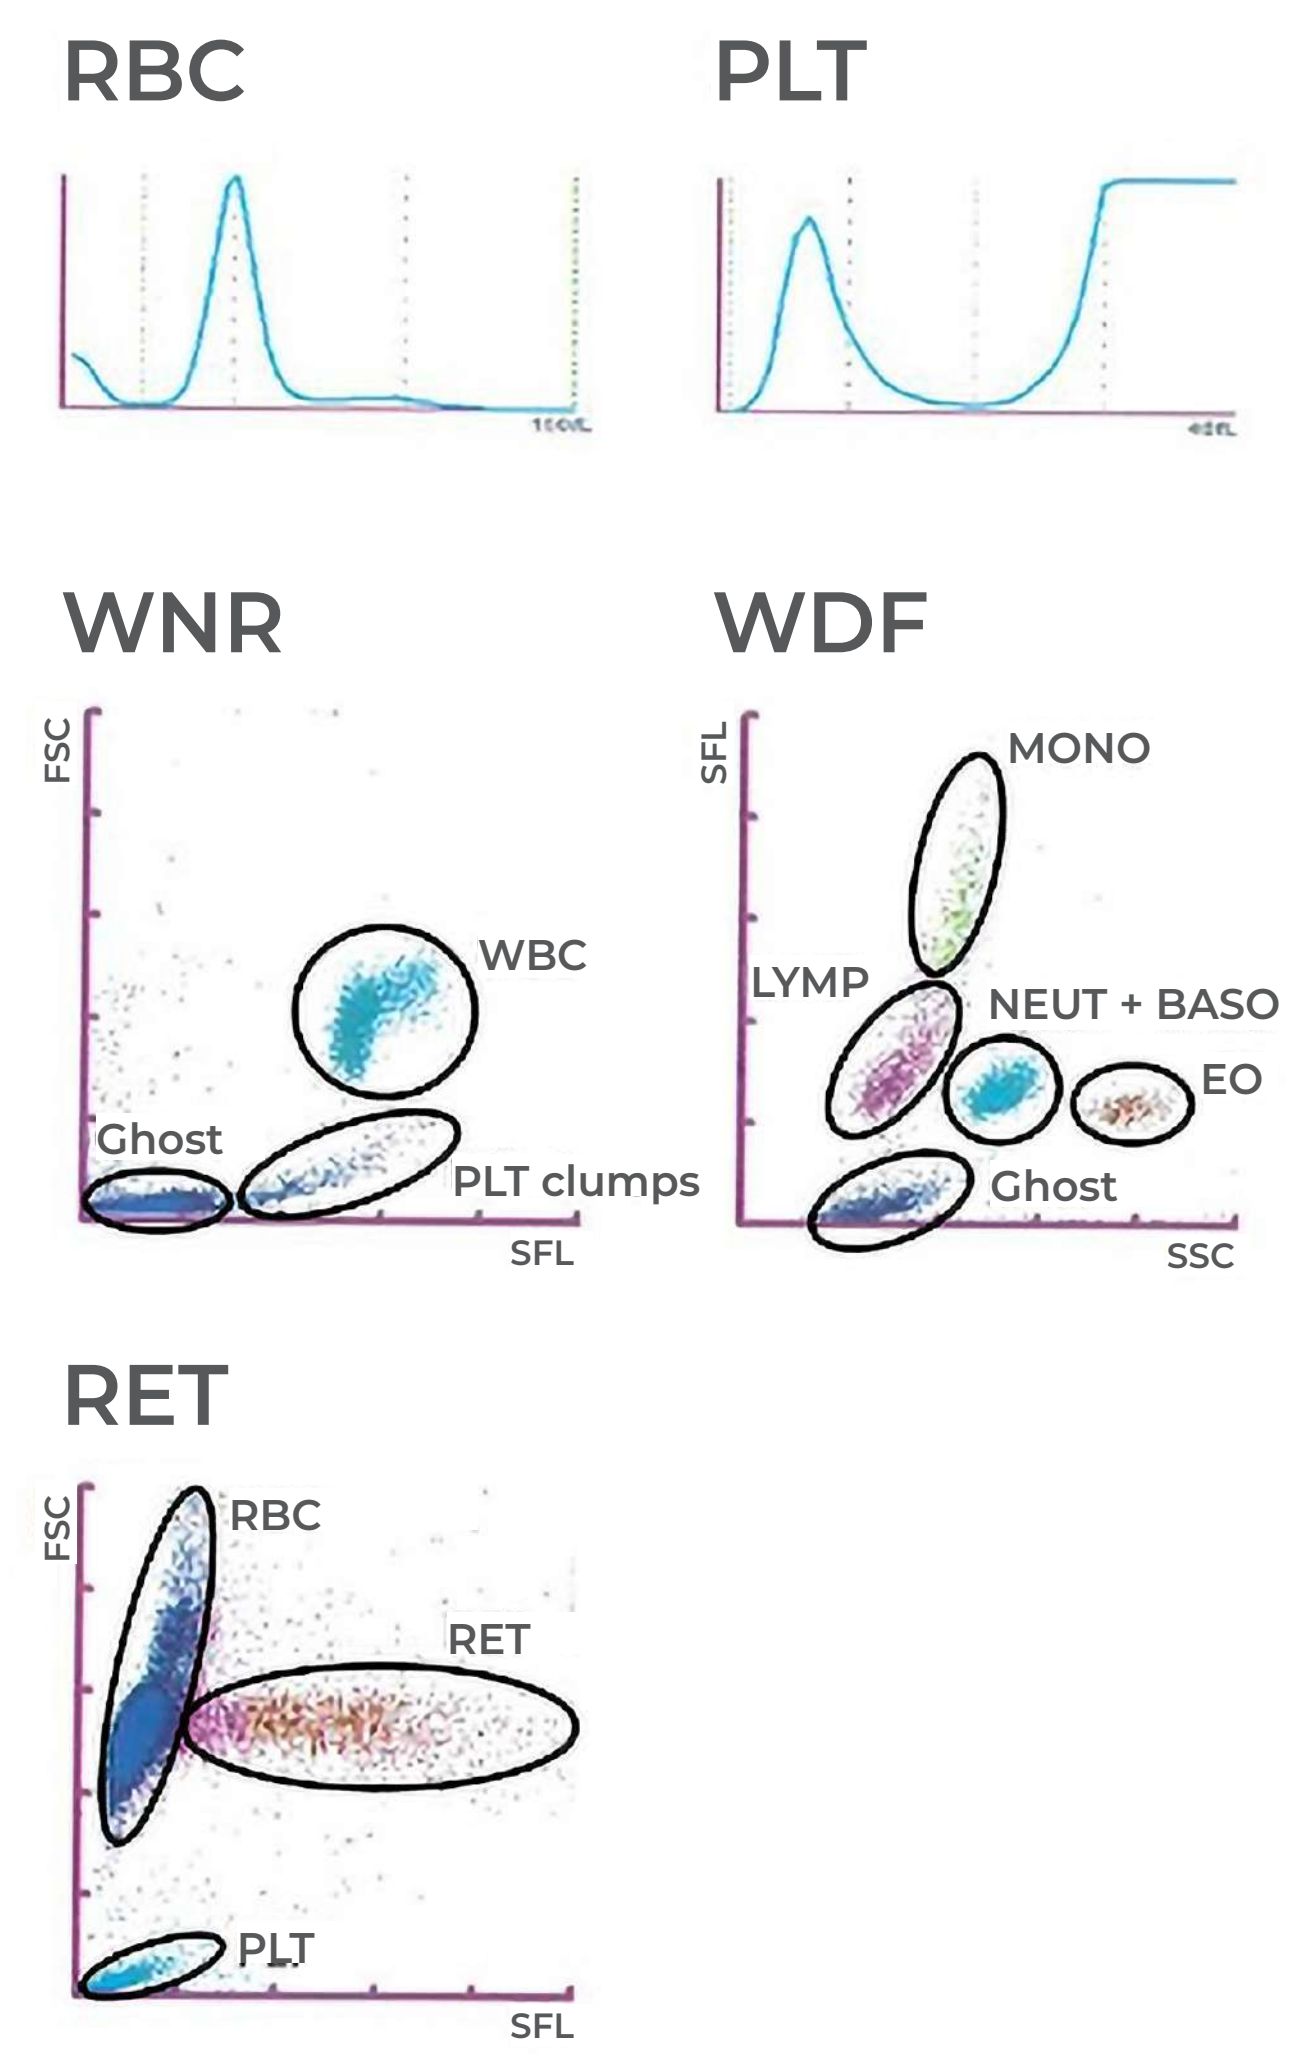 RBC
PLT
WNR
WDF
FSC
WBC
Ghost
PLT clumps
SFL
SFL
MONO
LYMP
NEUT + BASO
EO
Ghost
SSC
RET
FSC
RBC
RET
PLT
SFL